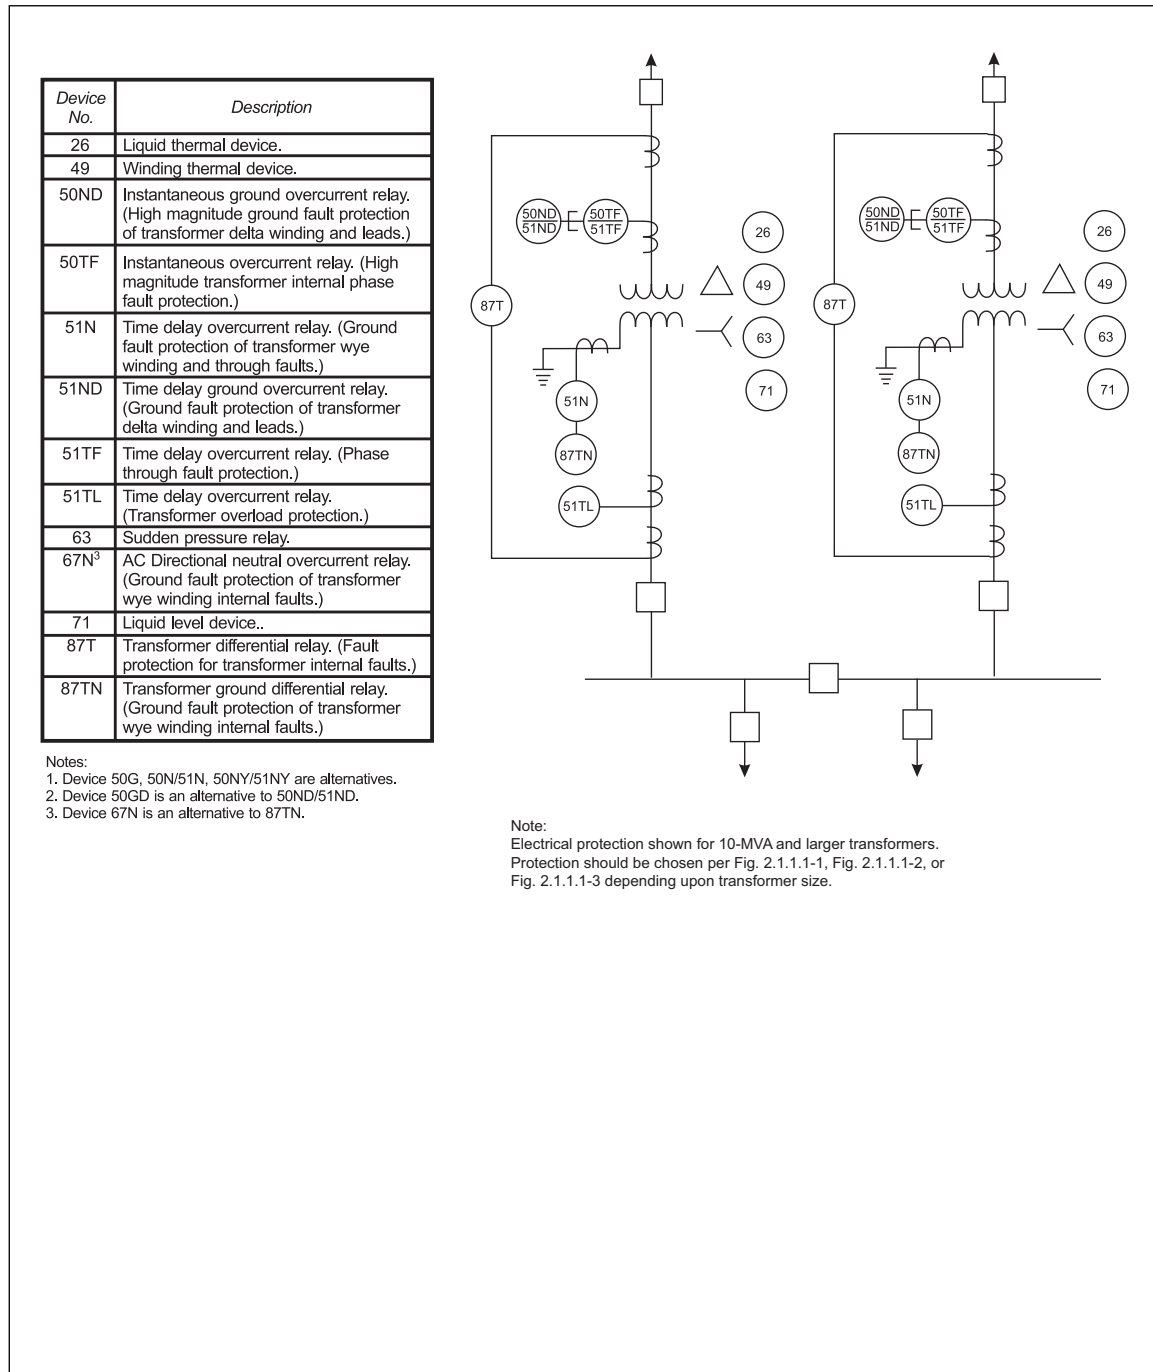 Device
No.
Description
26
Liquid thermal device.
49
Winding thermal device.
50ND
Instantaneous ground overcurrent relay.
(High magnitude ground fault protection
of transformer delta winding and leads.)
50TF
Instantaneous overcurrent relay. (High
magnitude transformer internal phase
fault protection.)
51N
Time delay overcurrent relay. (Ground
fault protection of transformer wye
winding and through faults.)
51ND
Time delay ground overcurrent relay.
(Ground fault protection of transformer
delta winding and leads.)
51TF
Time delay overcurrent relay. (Phase
through fault protection.)
51TL
Time delay overcurrent relay.
(Transformer overload protection.)
63
Sudden pressure relay.
67N3
AC Directional neutral overcurrent relay.
(Ground fault protection of transformer
wye winding internal faults.)
71
Liquid level device..
87T
Transformer differential relay. (Fault
protection for transformer internal faults.)
87TN
Transformer ground differential relay.
(Ground fault protection of transformer
wye winding internal faults.)
Notes:
1. Device 50G, 50N/51N, 50NY/51NY are alternatives.
2. Device 50GD is an alternative to 50ND/51ND.
3. Device 67N is an alternative to 87TN.
50ND
51ND
50TF
51TF
26
49
87T
63
71
51N
87TN
51TL
50ND
51ND
50TF
51TF
26
49
87T
63
71
51N
87TN
51TL
Note:
Electrical protection shown for 10-MVA and larger transformers.
Protection should be chosen per Fig. 2.1.1.1-1, Fig. 2.1.1.1-2, or
Fig. 2.1.1.1-3 depending upon transformer size.